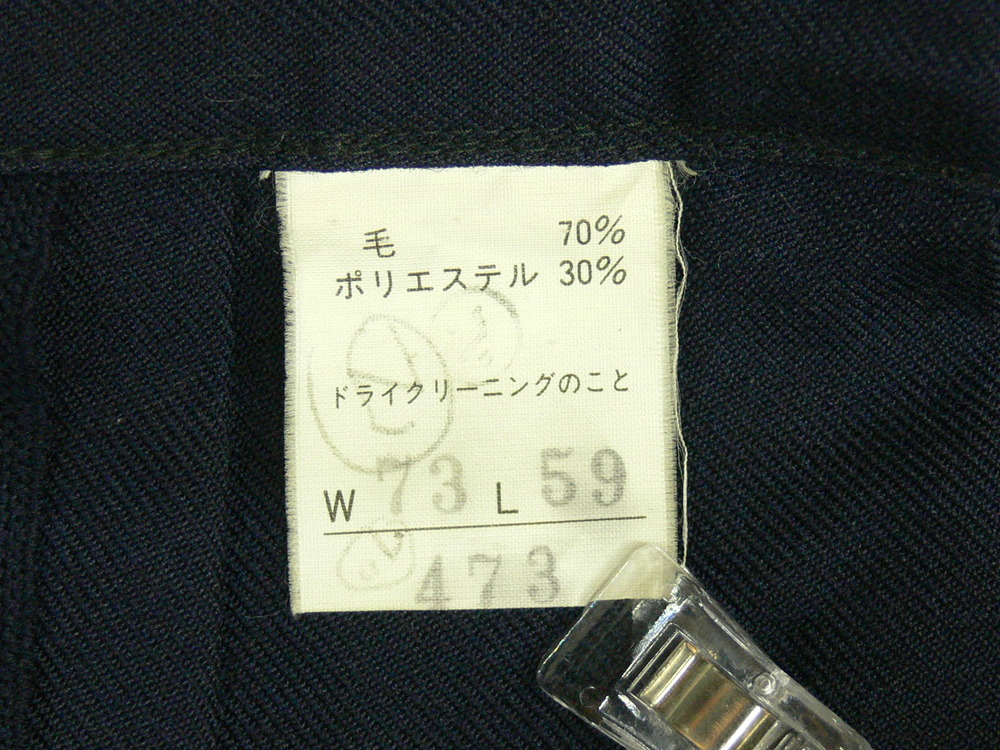 毛 70%
ポリエステル 30%
ドライクリーニングのこと
W 73 L 59
473